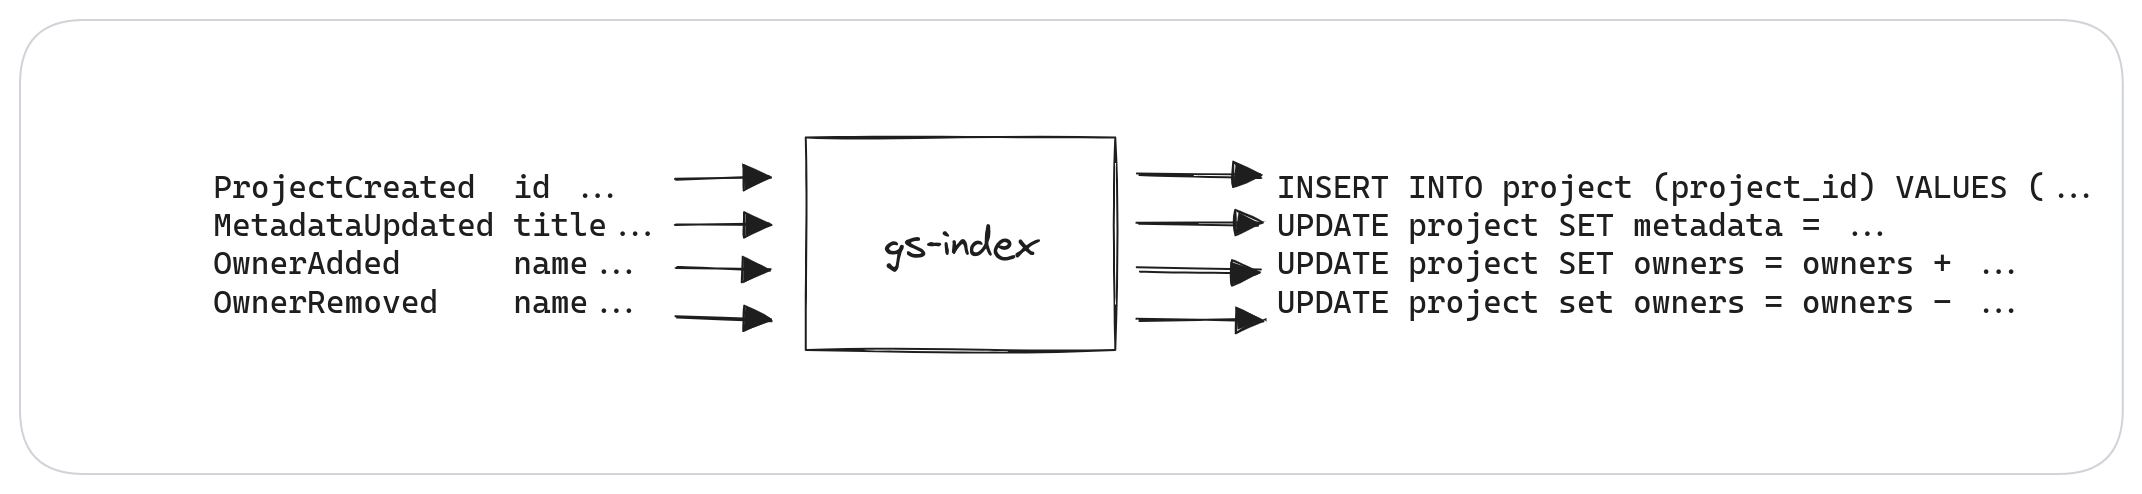 ProjectCreated id ...
MetadataUpdated title...
OwnerAdded name...
OwnerRemoved name...
gs-index
INSERT INTO project (project_id) VALUES (...
UPDATE project SET metadata = ...
UPDATE project SET owners = owners + ...
UPDATE project set owners = owners - ...